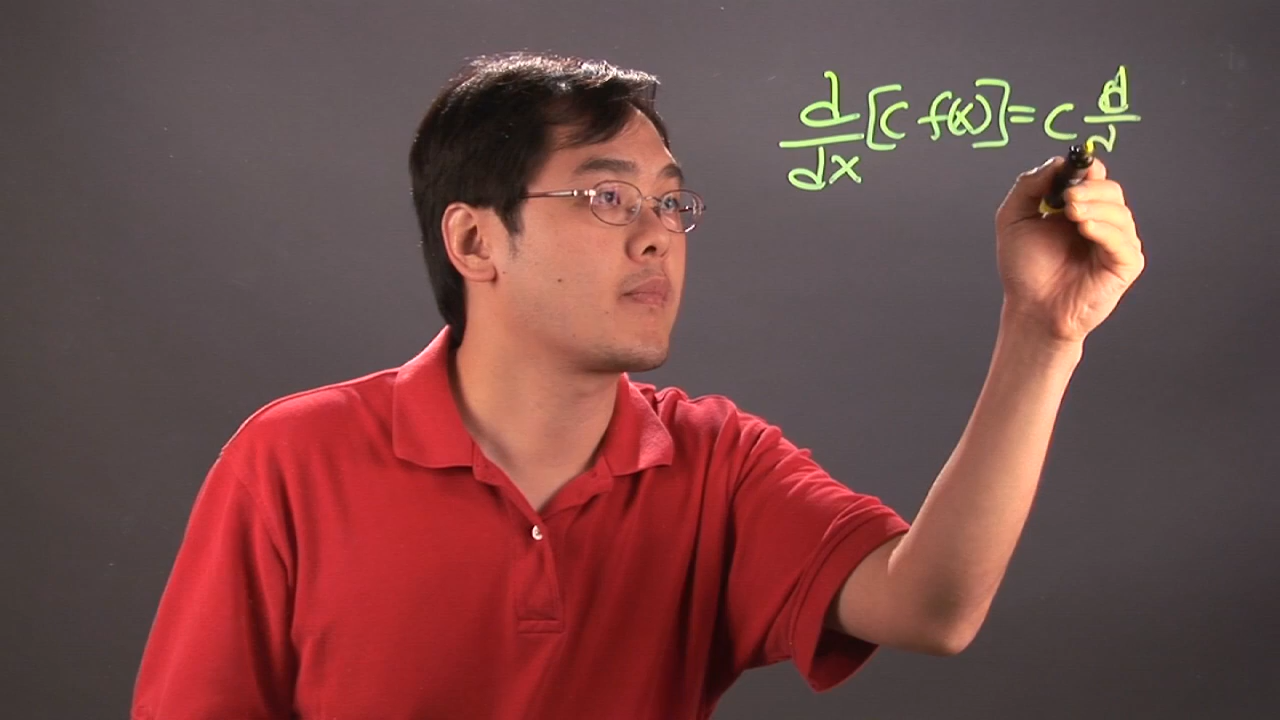 d/dx [c f(x)] = c d/d